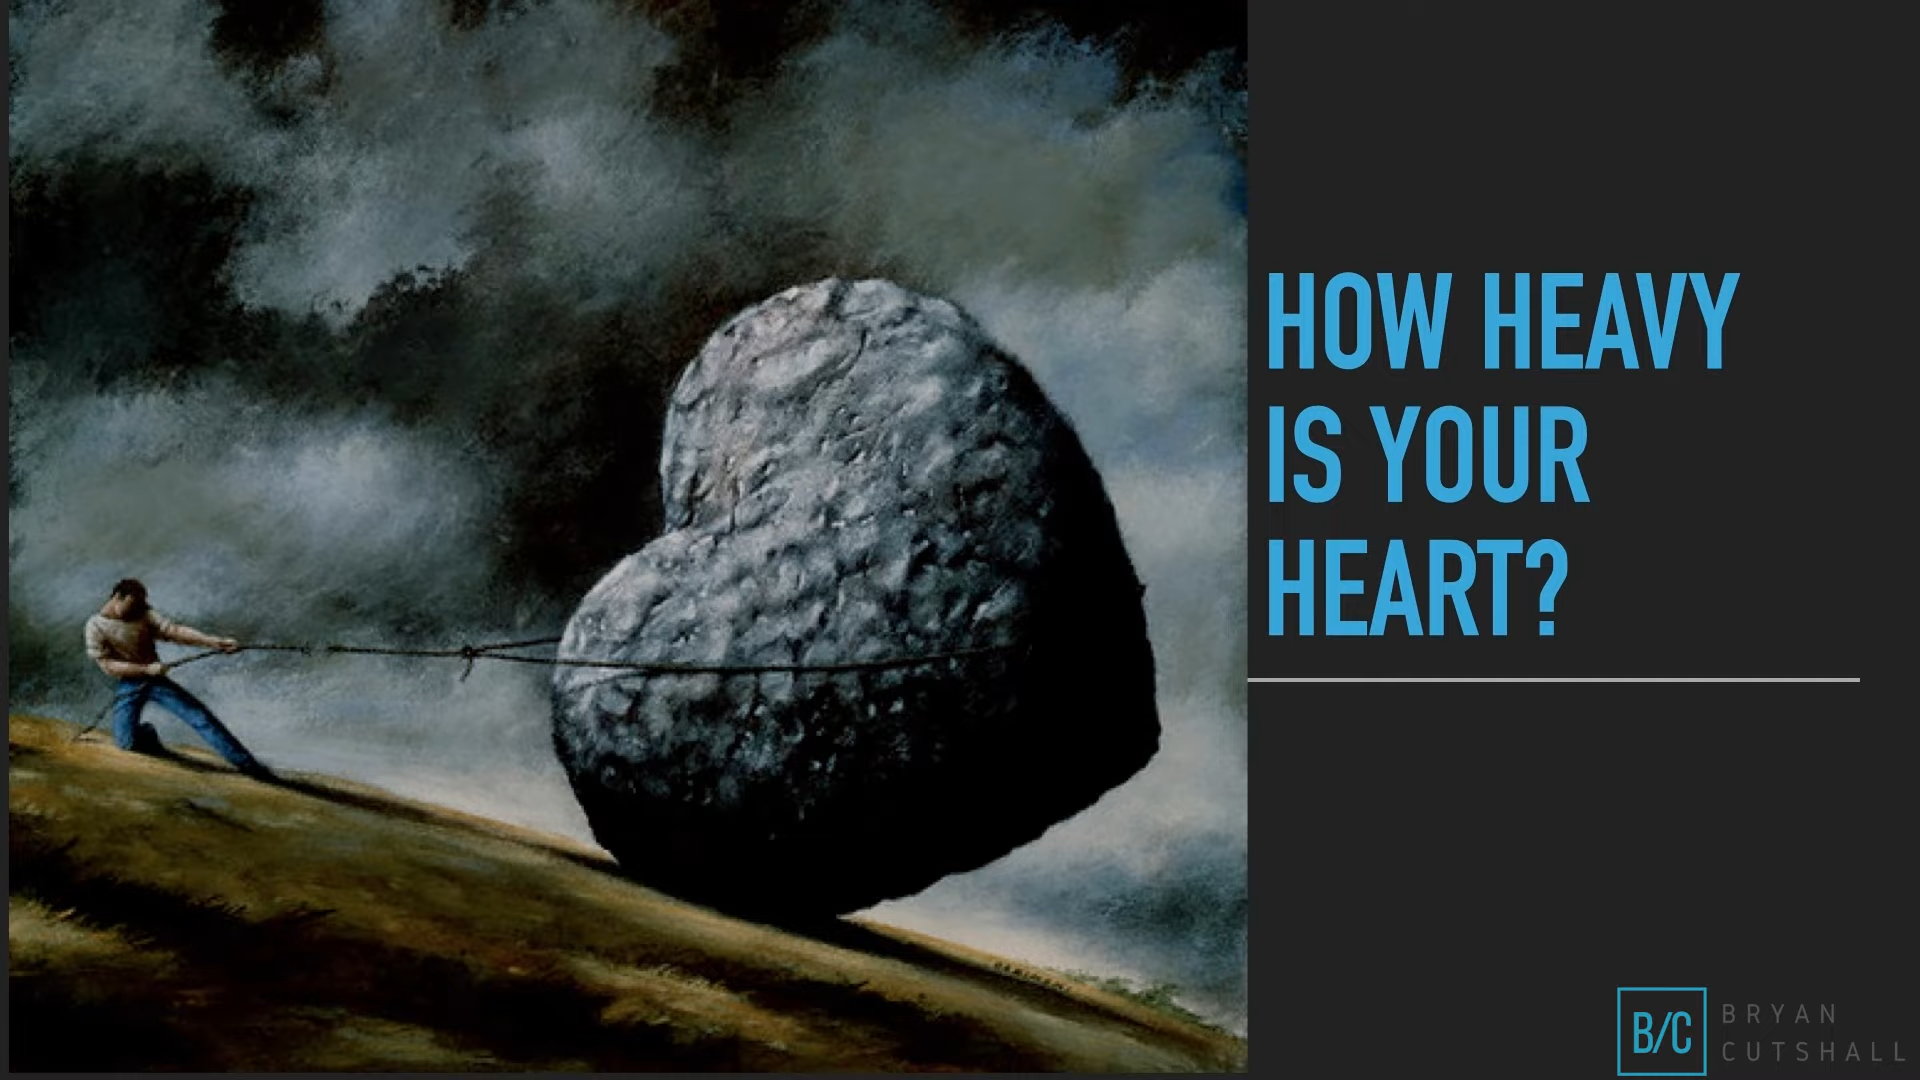 HOW HEAVY
IS YOUR
HEART?
B/C
BRYAN
CUTSHALL